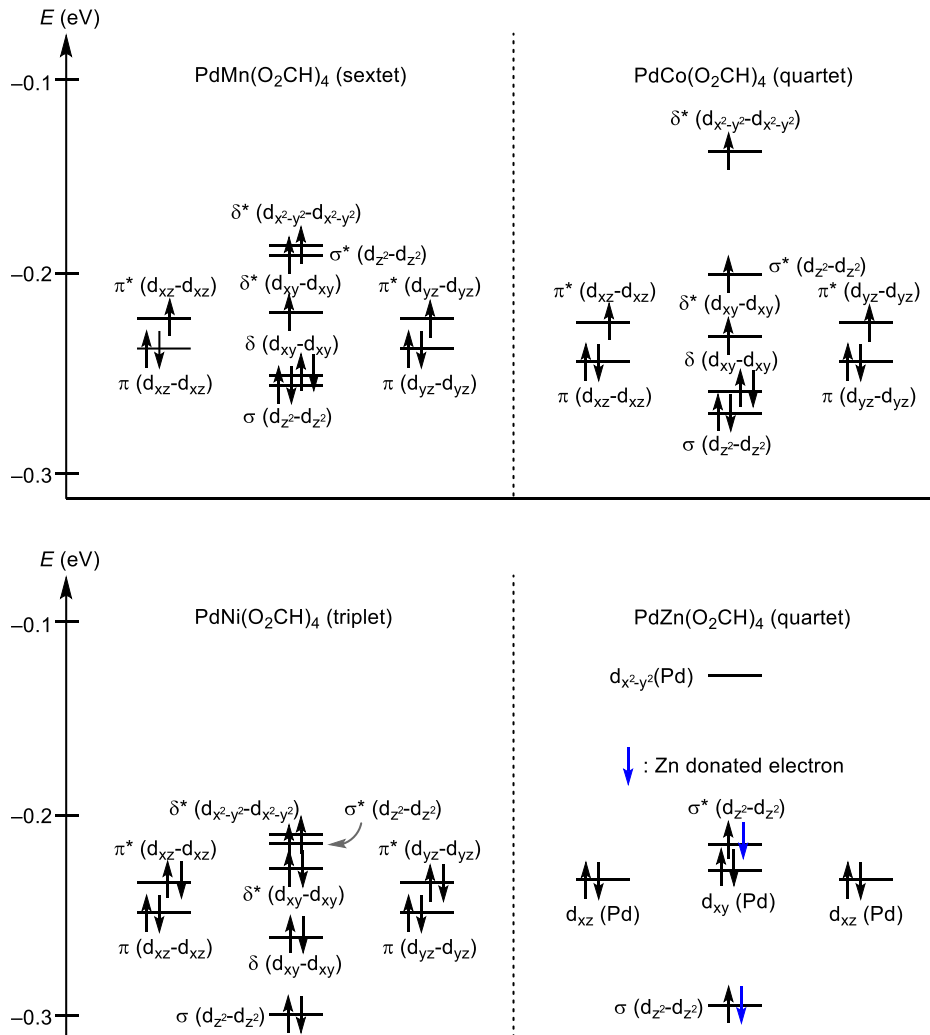 E (eV)
–0.1
PdMn(O₂CH)₄ (sextet)
δ* (dx²-y²-dx²-y²)
σ* (dz²-dz²)
–0.2
π* (dxz-dxz)
δ* (dxy-dxy)
π* (dyz-dyz)
δ (dxy-dxy)
π (dxz-dxz)
π (dyz-dyz)
σ (dz²-dz²)
–0.3
PdCo(O₂CH)₄ (quartet)
δ* (dx²-y²-dx²-y²)
σ* (dz²-dz²)
π* (dxz-dxz)
π* (dyz-dyz)
δ* (dxy-dxy)
δ (dxy-dxy)
π (dxz-dxz)
π (dyz-dyz)
σ (dz²-dz²)
E (eV)
–0.1
PdNi(O₂CH)₄ (triplet)
–0.2
δ* (dx²-y²-dx²-y²)
σ* (dz²-dz²)
π* (dxz-dxz)
π* (dyz-dyz)
δ* (dxy-dxy)
π (dxz-dxz)
π (dyz-dyz)
δ (dxy-dxy)
σ (dz²-dz²)
–0.3
PdZn(O₂CH)₄ (quartet)
dx²-y²(Pd)
: Zn donated electron
σ* (dz²-dz²)
dxz (Pd)
dxy (Pd)
dxz (Pd)
σ (dz²-dz²)